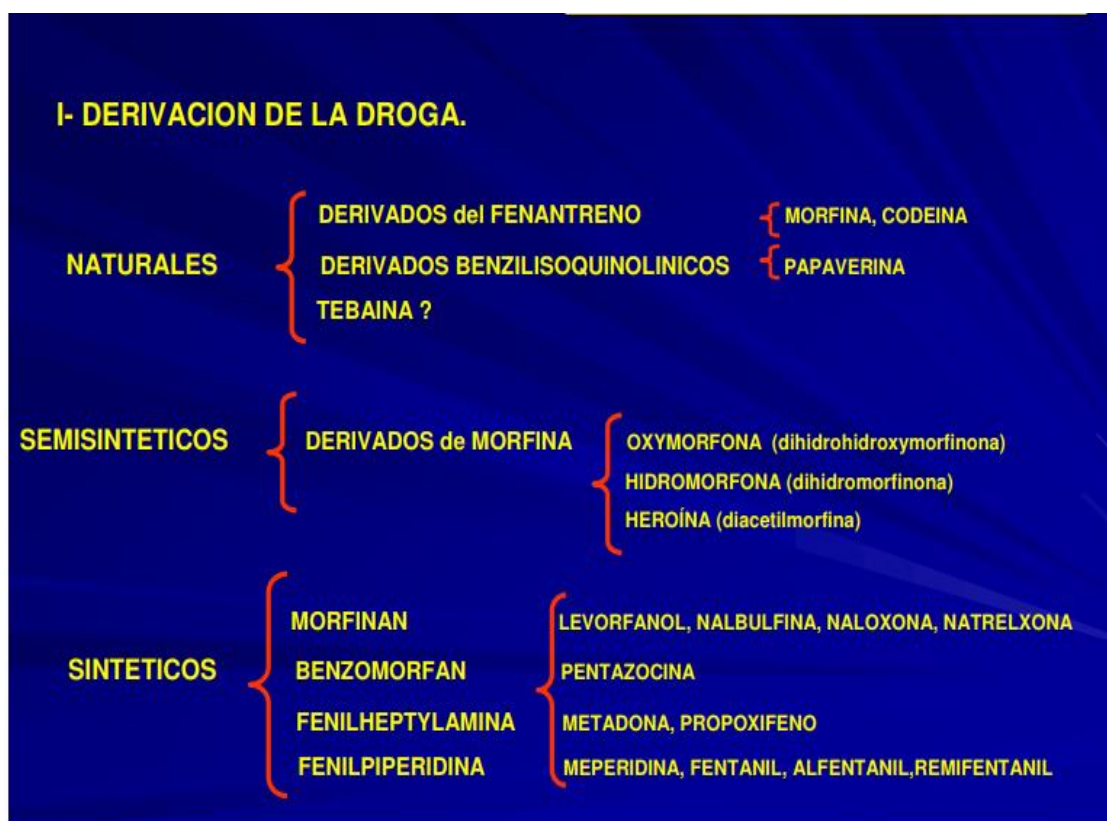 I- DERIVACION DE LA DROGA.
NATURALES
DERIVADOS del FENANTRENO
MORFINA, CODEINA
DERIVADOS BENZILISOQUINOLINICOS
PAPAVERINA
TEBAINA ?
SEMISINTETICOS
DERIVADOS de MORFINA
OXYMORFONA (dihidrohidroxymorfinona)
HIDROMORFONA (dihidromorfinona)
HEROÍNA (diacetilmorfina)
SINTETICOS
MORFINAN
LEVORFANOL, NALBULFINA, NALOXONA, NATRELXONA
BENZOMORFAN
PENTAZOCINA
FENILHEPTYLAMINA
METADONA, PROPOXIFENO
FENILPIPERIDINA
MEPERIDINA, FENTANIL, ALFENTANIL,REMIFENTANIL